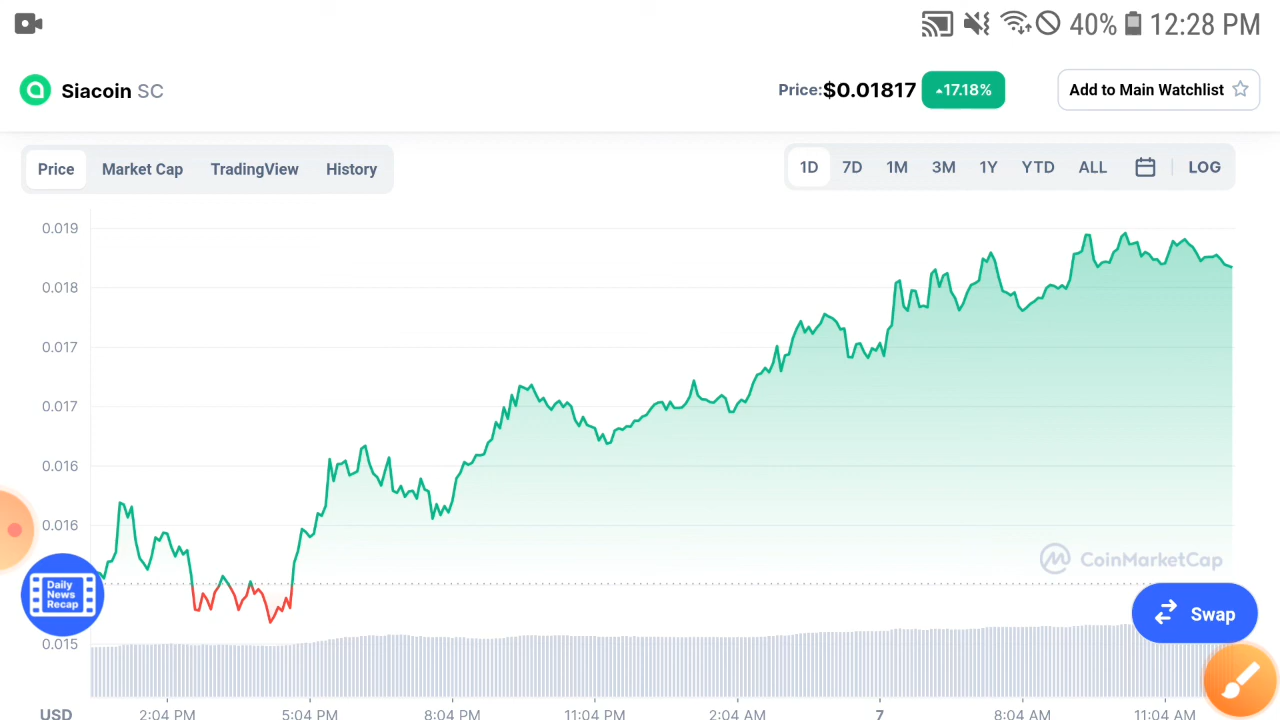 40% 12:28 PM
Siacoin SC
Price:$0.01817 17.18%
Add to Main Watchlist
Price Market Cap TradingView History
1D 7D 1M 3M 1Y YTD ALL LOG
0.019
0.018
0.017
0.017
0.016
0.016
0.015
CoinMarketCap
Daily
News
Recap
Swap
USD 2:04 PM 5:04 PM 8:04 PM 11:04 PM 2:04 AM 7 8:04 AM 11:04 AM